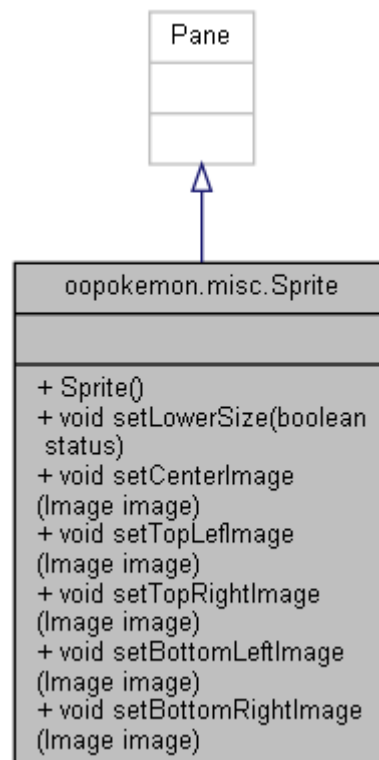 Pane
oopokemon.misc.Sprite
+ Sprite()
+ void setLowerSize(boolean
status)
+ void setCenterImage
(Image image)
+ void setTopLefImage
(Image image)
+ void setTopRightImage
(Image image)
+ void setBottomLeftImage
(Image image)
+ void setBottomRightImage
(Image image)